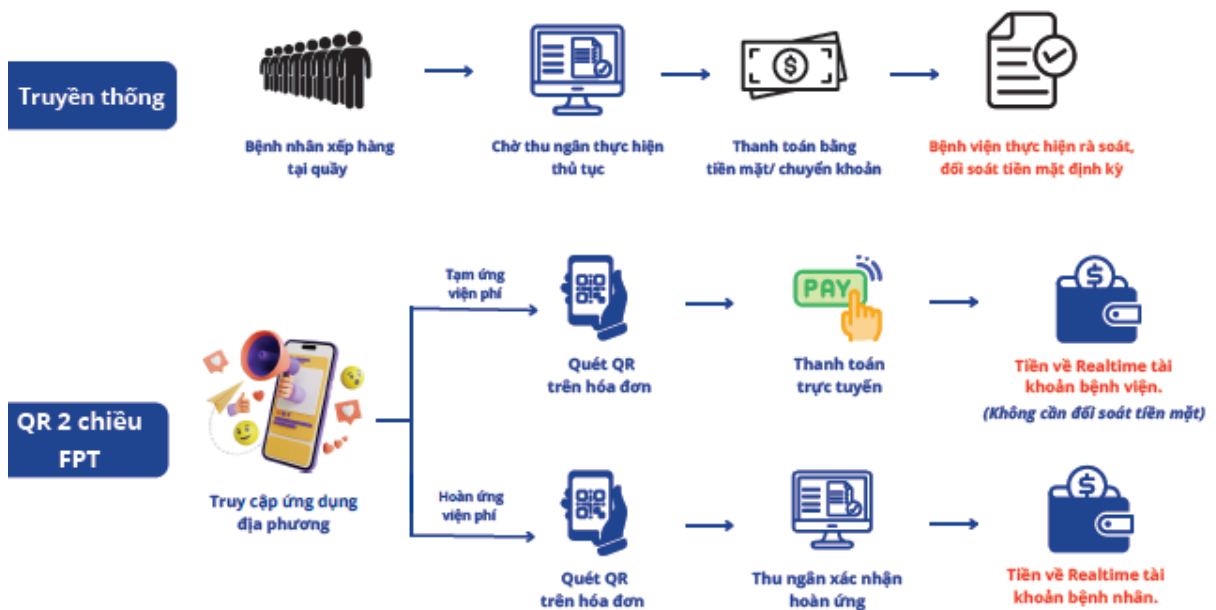 Truyền thống
Bệnh nhân xếp hàng
tại quầy
Chờ thu ngân thực hiện
thủ tục
Thanh toán bằng
tiền mặt/ chuyển khoản
Bệnh viện thực hiện rà soát,
đối soát tiền mặt định kỳ
QR 2 chiều
FPT
Truy cập ứng dụng
địa phương
Tạm ứng
viện phí
Quét QR
trên hóa đơn
PAY
Thanh toán
trực tuyến
Tiền về Realtime tài
khoản bệnh viện.
(Không cần đối soát tiền mặt)
Hoàn ứng
viện phí
Quét QR
trên hóa đơn
Thu ngân xác nhận
hoàn ứng
Tiền về Realtime tài
khoản bệnh nhân.